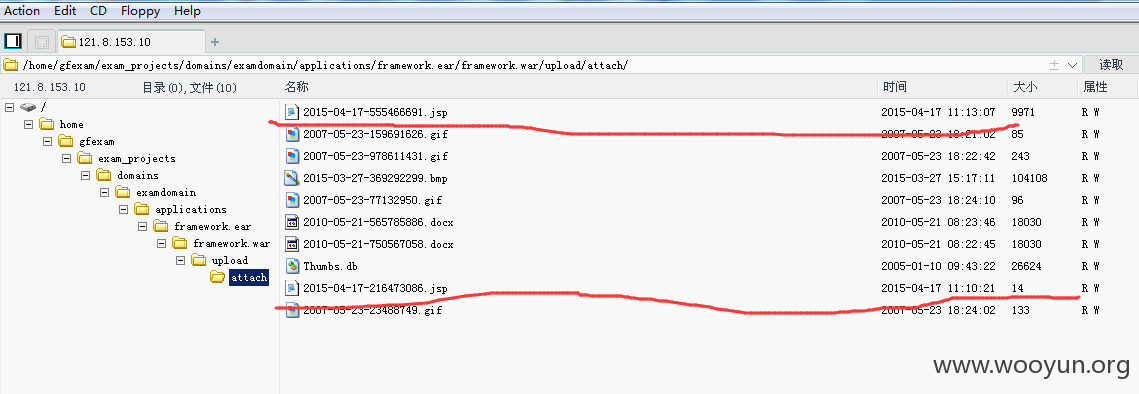 Action Edit CD Floppy Help
121.8.153.10
/home/gfexam/exam_projects/domains/examdomain/applications/framework.ear/framework.war/upload/attach/ 读取
121.8.153.10 目录(0),文件(10) 名称 时间 大小 属性
/
home
gfexam
exam_projects
domains
examdomain
applications
framework.ear
framework.war
upload
attach
2015-04-17-555466691.jsp 2015-04-17 11:13:07 9971 R W
2007-05-23-159691626.gif 2007-05-23 18:21:02 85 R W
2007-05-23-978611431.gif 2007-05-23 18:22:42 243 R W
2015-03-27-369292299.bmp 2015-03-27 15:17:11 104108 R W
2007-05-23-77132950.gif 2007-05-23 18:24:10 96 R W
2010-05-21-565785886.docx 2010-05-21 08:23:46 18030 R W
2010-05-21-750567058.docx 2010-05-21 08:22:45 18030 R W
Thumbs.db 2005-01-10 09:43:22 26624 R W
2015-04-17-216473086.jsp 2015-04-17 11:10:21 14 R W
2007-05-23-23488749.gif 2007-05-23 18:24:02 133 R W
www.wooyun.org